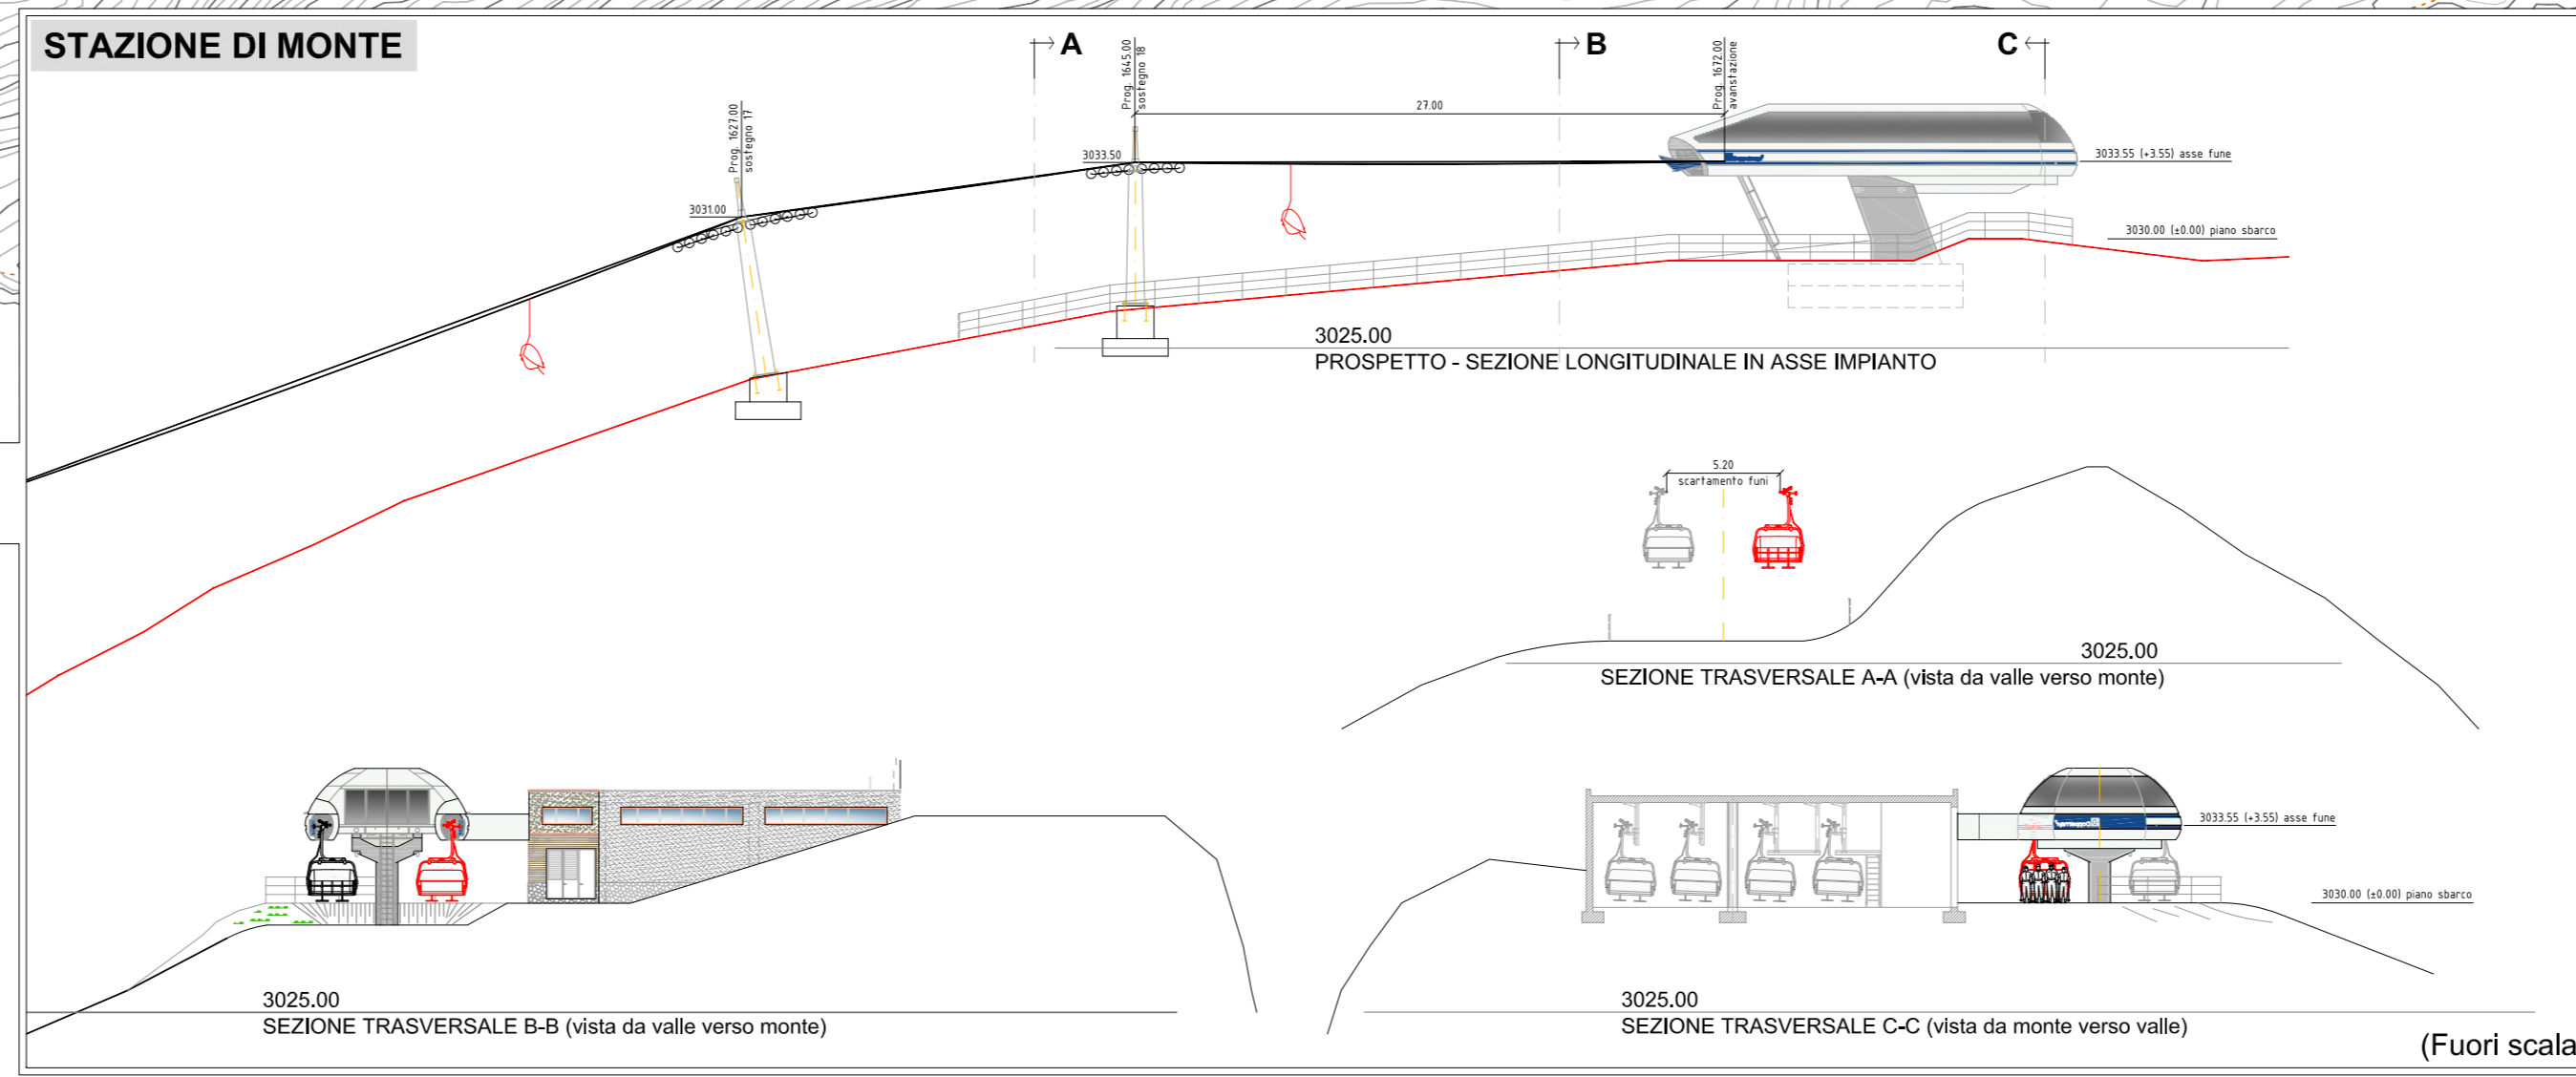 STAZIONE DI MONTE
A
B
C
Prog. 1627.00
sostegno 17
3031.00
Prog. 1645.00
sostegno 18
3033.50
27.00
Prog. 1672.00
avanstazione
3033.55 (+3.55) asse fune
3030.00 (±0.00) piano sbarco
3025.00
PROSPETTO - SEZIONE LONGITUDINALE IN ASSE IMPIANTO
5.20
scartamento funi
3025.00
SEZIONE TRASVERSALE A-A (vista da valle verso monte)
3025.00
SEZIONE TRASVERSALE B-B (vista da valle verso monte)
3033.55 (+3.55) asse fune
3030.00 (±0.00) piano sbarco
3025.00
SEZIONE TRASVERSALE C-C (vista da monte verso valle)
(Fuori scala